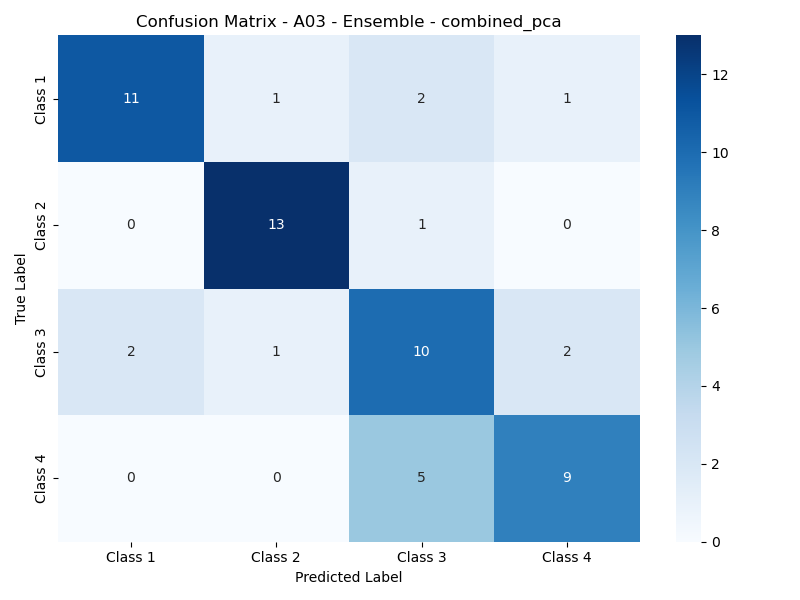 Confusion Matrix - A03 - Ensemble - combined_pca
True Label
Class 1
11 1 2 1
Class 2
0 13 1 0
Class 3
2 1 10 2
Class 4
0 0 5 9
Class 1 Class 2 Class 3 Class 4
Predicted Label
12
10
8
6
4
2
0